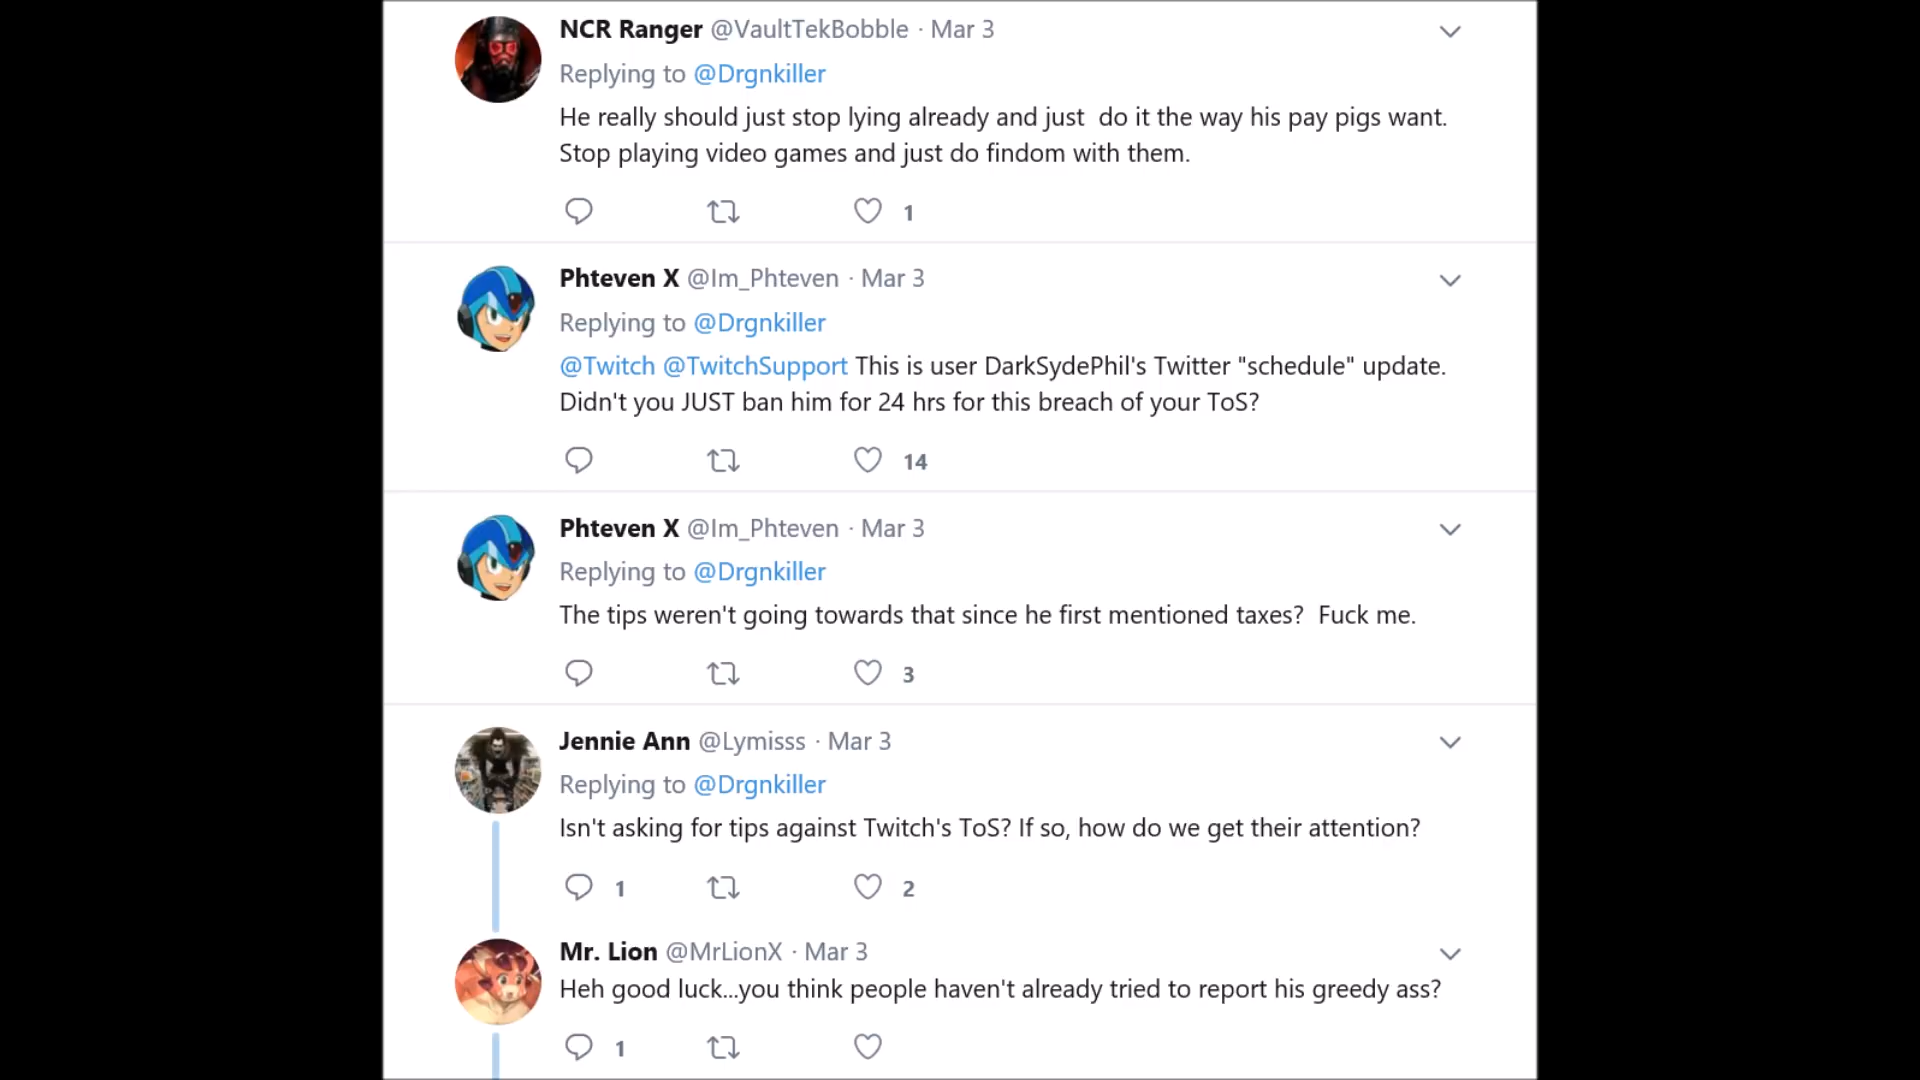 NCR Ranger @VaultTekBobble · Mar 3
Replying to @Drgnkiller
He really should just stop lying already and just  do it the way his pay pigs want.
Stop playing video games and just do findom with them.
1
Phteven X @Im_Phteven · Mar 3
Replying to @Drgnkiller
@Twitch @TwitchSupport This is user DarkSydePhil's Twitter "schedule" update.
Didn't you JUST ban him for 24 hrs for this breach of your ToS?
14
Phteven X @Im_Phteven · Mar 3
Replying to @Drgnkiller
The tips weren't going towards that since he first mentioned taxes?  Fuck me.
3
Jennie Ann @Lymisss · Mar 3
Replying to @Drgnkiller
Isn't asking for tips against Twitch's ToS? If so, how do we get their attention?
1 2
Mr. Lion @MrLionX · Mar 3
Heh good luck...you think people haven't already tried to report his greedy ass?
1